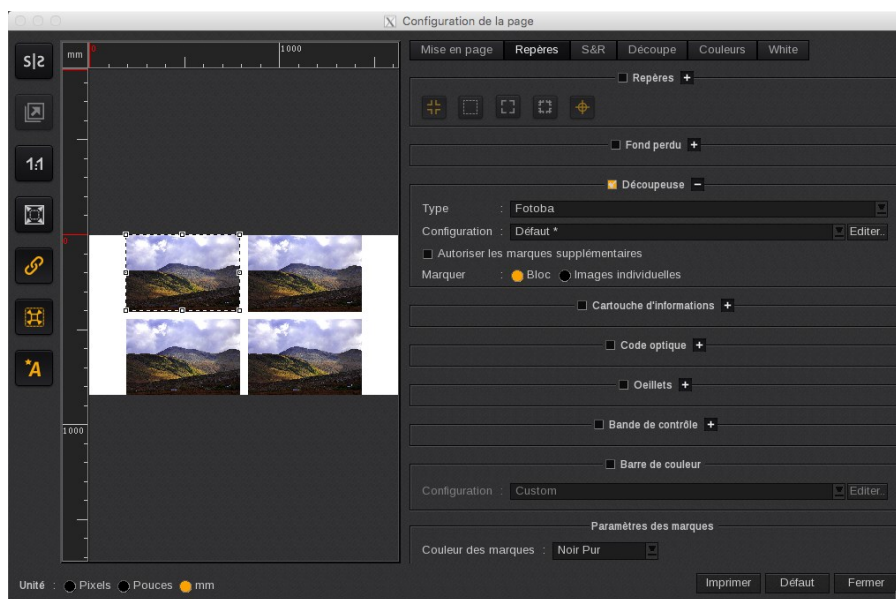 Configuration de la page
S|S
mm
0
1000
Mise en page
Repères
S&R
Découpe
Couleurs
White
Repères +
1:1
Fond perdu +
Découpeuse −
Type : Fotoba
Configuration : Défaut * Editer..
Autoriser les marques supplémentaires
Marquer : Bloc Images individuelles
0
Cartouche d'informations +
Code optique +
*A
Oeillets +
1000
Bande de contrôle +
Barre de couleur
Configuration : Custom Editer..
Paramètres des marques
Couleur des marques : Noir Pur
Unité : Pixels Pouces mm
Imprimer
Défaut
Fermer